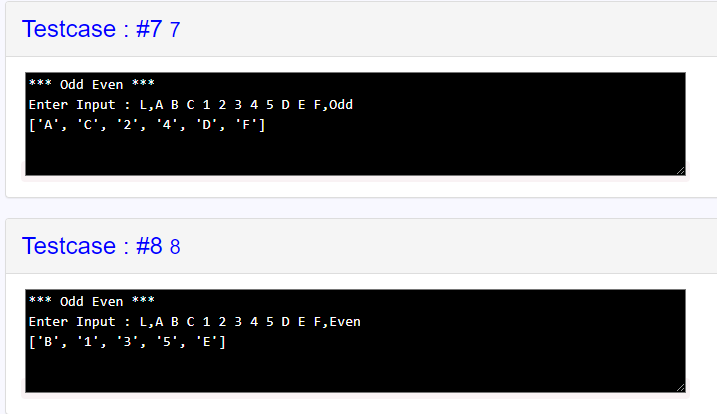 Testcase : #7 7
*** Odd Even ***
Enter Input : L,A B C 1 2 3 4 5 D E F,Odd
['A', 'C', '2', '4', 'D', 'F']
Testcase : #8 8
*** Odd Even ***
Enter Input : L,A B C 1 2 3 4 5 D E F,Even
['B', '1', '3', '5', 'E']